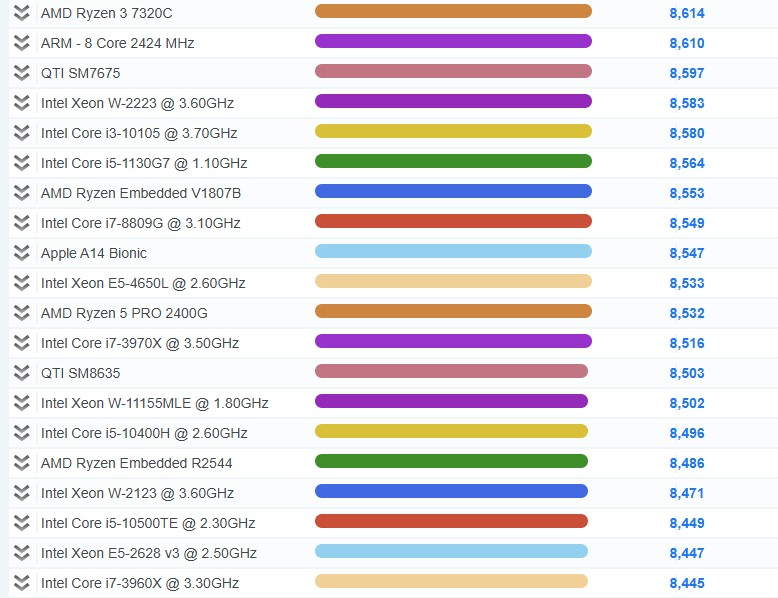 AMD Ryzen 3 7320C 8,614
ARM - 8 Core 2424 MHz 8,610
QTI SM7675 8,597
Intel Xeon W-2223 @ 3.60GHz 8,583
Intel Core i3-10105 @ 3.70GHz 8,580
Intel Core i5-1130G7 @ 1.10GHz 8,564
AMD Ryzen Embedded V1807B 8,553
Intel Core i7-8809G @ 3.10GHz 8,549
Apple A14 Bionic 8,547
Intel Xeon E5-4650L @ 2.60GHz 8,533
AMD Ryzen 5 PRO 2400G 8,532
Intel Core i7-3970X @ 3.50GHz 8,516
QTI SM8635 8,503
Intel Xeon W-11155MLE @ 1.80GHz 8,502
Intel Core i5-10400H @ 2.60GHz 8,496
AMD Ryzen Embedded R2544 8,486
Intel Xeon W-2123 @ 3.60GHz 8,471
Intel Core i5-10500TE @ 2.30GHz 8,449
Intel Xeon E5-2628 v3 @ 2.50GHz 8,447
Intel Core i7-3960X @ 3.30GHz 8,445